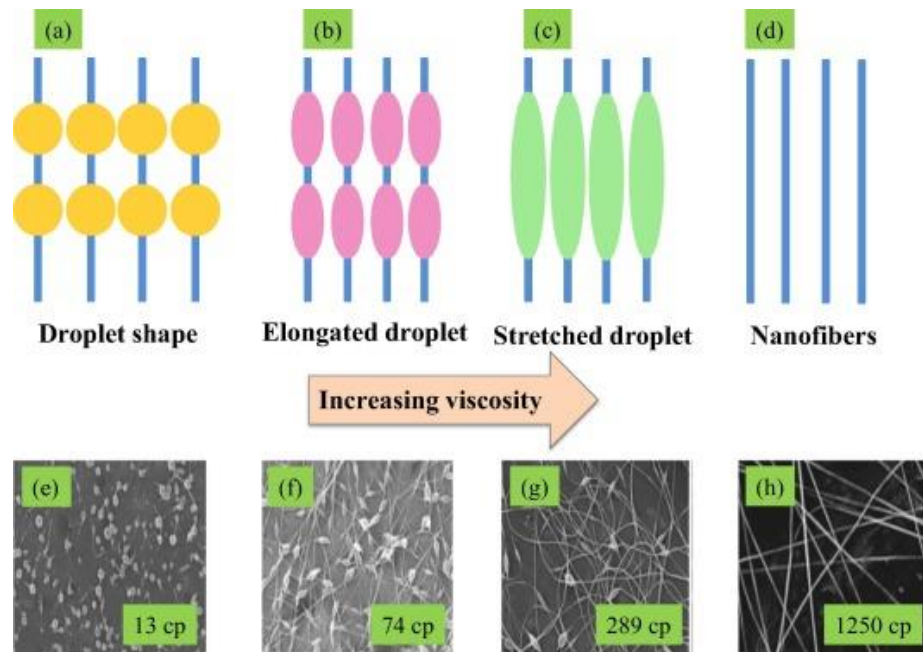 (a) (b) (c) (d)
Droplet shape Elongated droplet Stretched droplet Nanofibers
Increasing viscosity
(e) (f) (g) (h)
13 cp 74 cp 289 cp 1250 cp